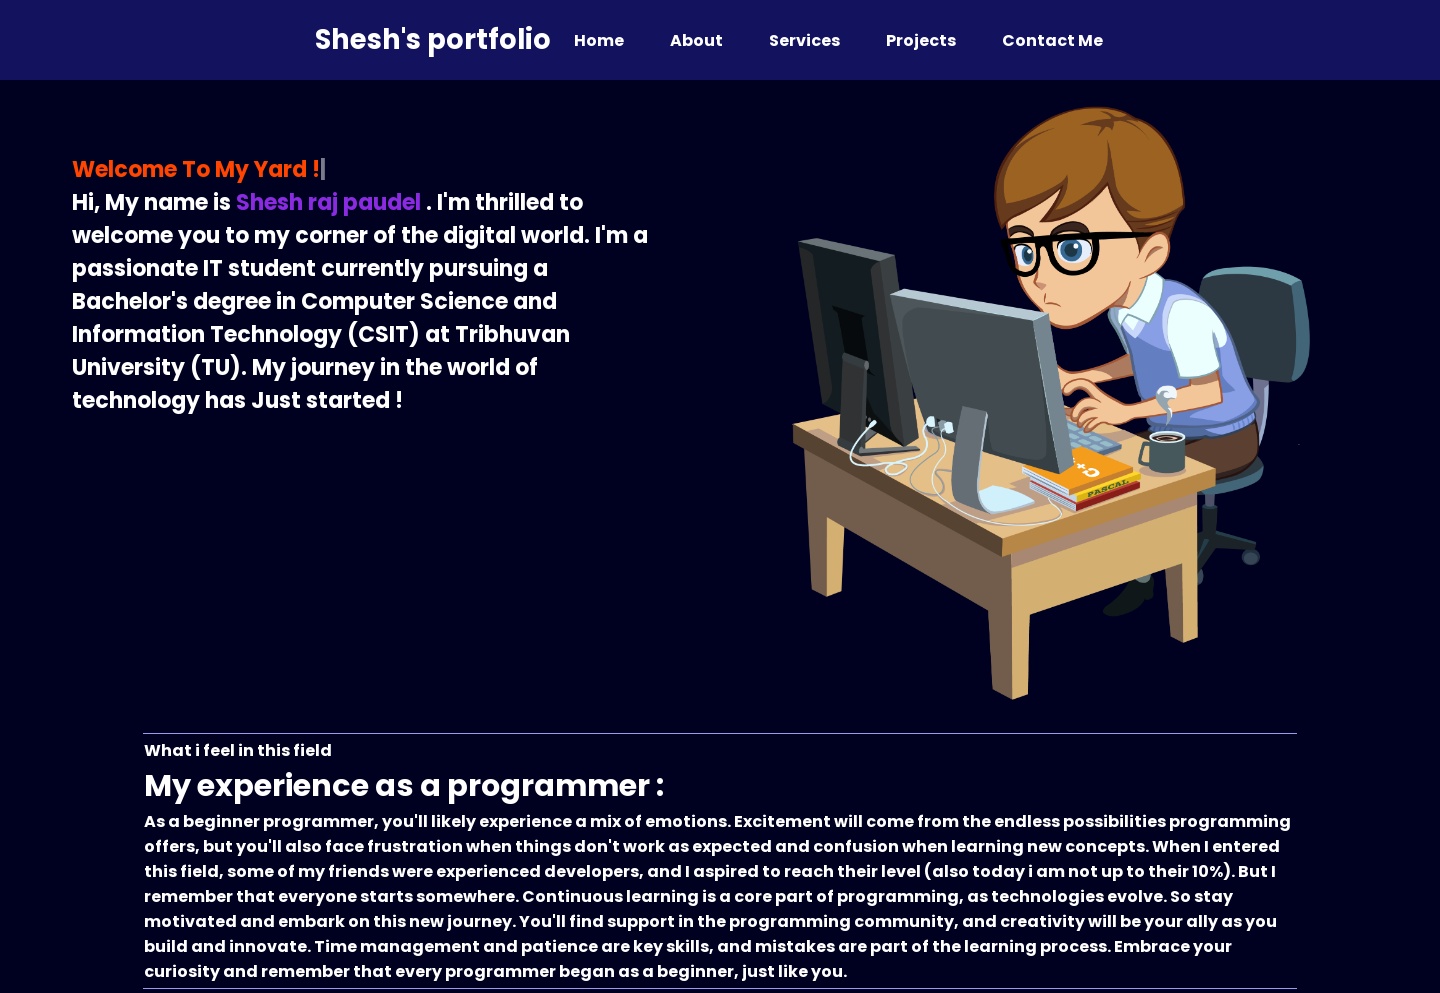 Shesh's portfolio Home About Services Projects Contact Me
Welcome To My Yard !|
Hi, My name is Shesh raj paudel . I'm thrilled to
welcome you to my corner of the digital world. I'm a
passionate IT student currently pursuing a
Bachelor's degree in Computer Science and
Information Technology (CSIT) at Tribhuvan
University (TU). My journey in the world of
technology has Just started !
C++
PASCAL
What i feel in this field
My experience as a programmer :
As a beginner programmer, you'll likely experience a mix of emotions. Excitement will come from the endless possibilities programming
offers, but you'll also face frustration when things don't work as expected and confusion when learning new concepts. When I entered
this field, some of my friends were experienced developers, and I aspired to reach their level (also today i am not up to their 10%). But I
remember that everyone starts somewhere. Continuous learning is a core part of programming, as technologies evolve. So stay
motivated and embark on this new journey. You'll find support in the programming community, and creativity will be your ally as you
build and innovate. Time management and patience are key skills, and mistakes are part of the learning process. Embrace your
curiosity and remember that every programmer began as a beginner, just like you.